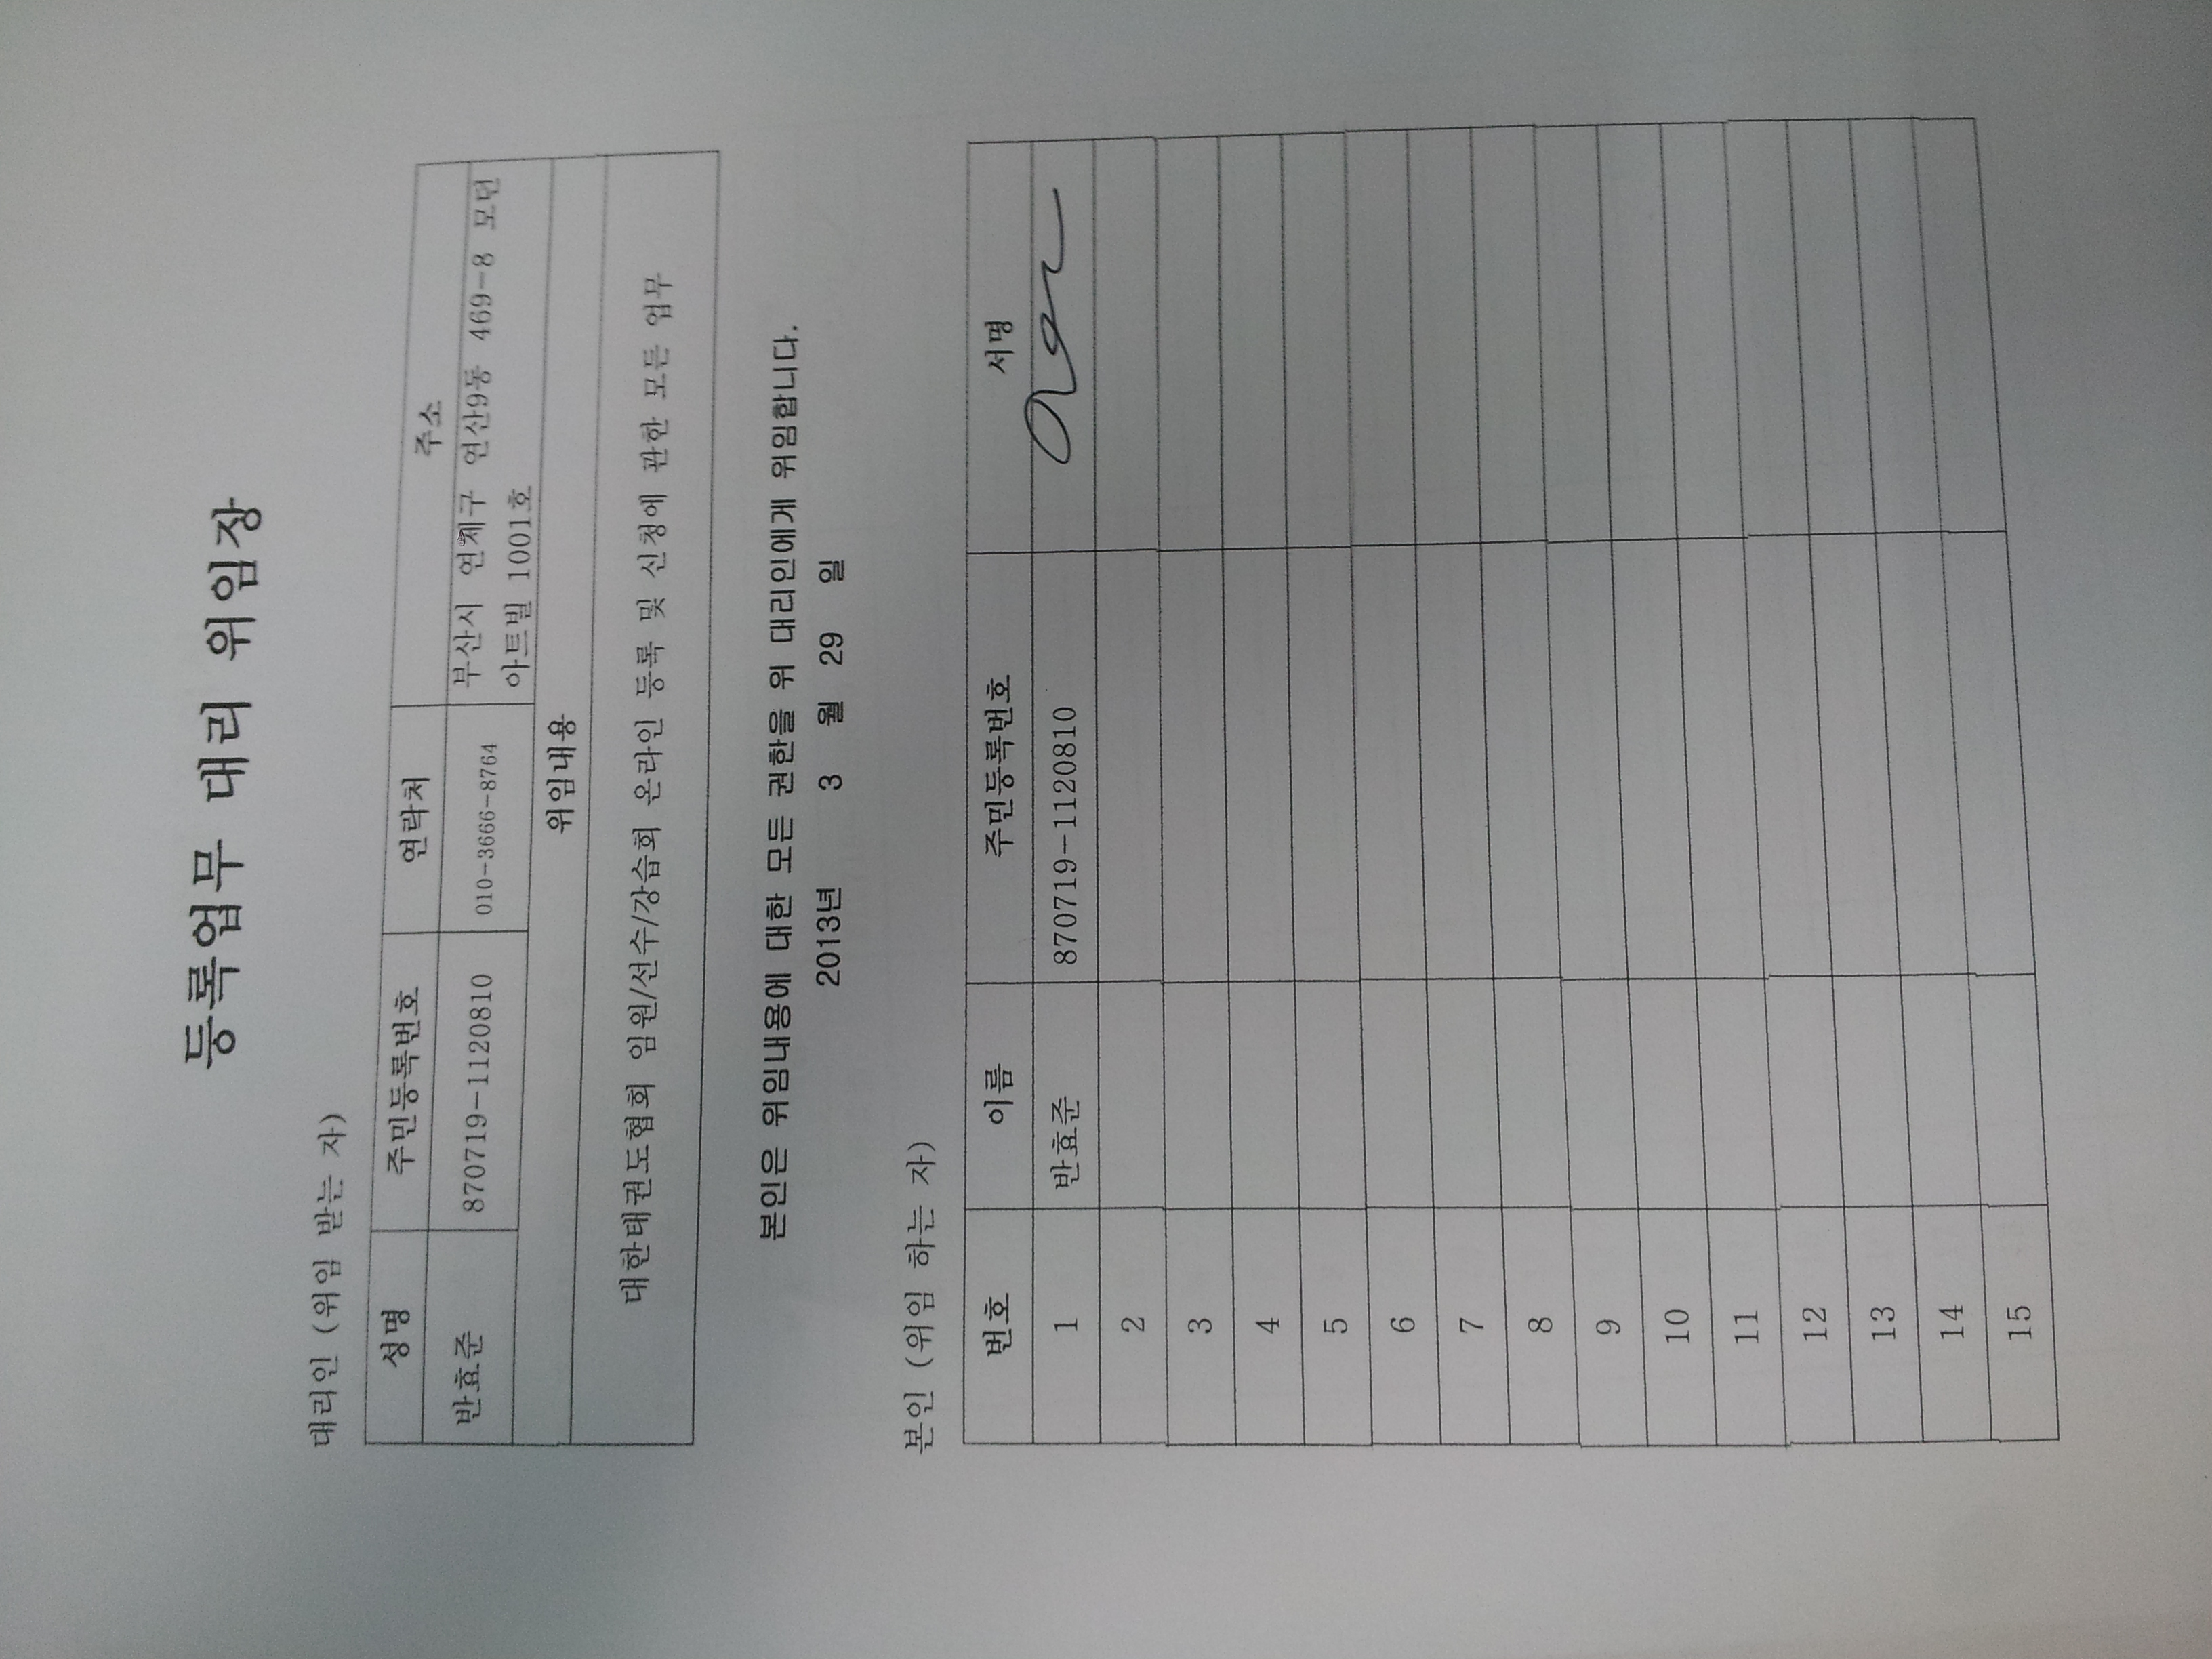 등록업무 대리 위임장
대리인 (위임 받는 자)
성명 주민등록번호 연락처 주소
반효준 870719-1120810 010-3666-8764 부산시 연제구 연산9동 469-8 모던
아트빌 1001호
위임내용
대한태권도협회 임원/선수/강습회 온라인 등록 및 신청에 관한 모든 업무
본인은 위임내용에 대한 모든 권한을 위 대리인에게 위임합니다.
2013년 3 월 29 일
본인 (위임 하는 자)
번호 이름 주민등록번호 서명
1 반효준 870719-1120810
2
3
4
5
6
7
8
9
10
11
12
13
14
15